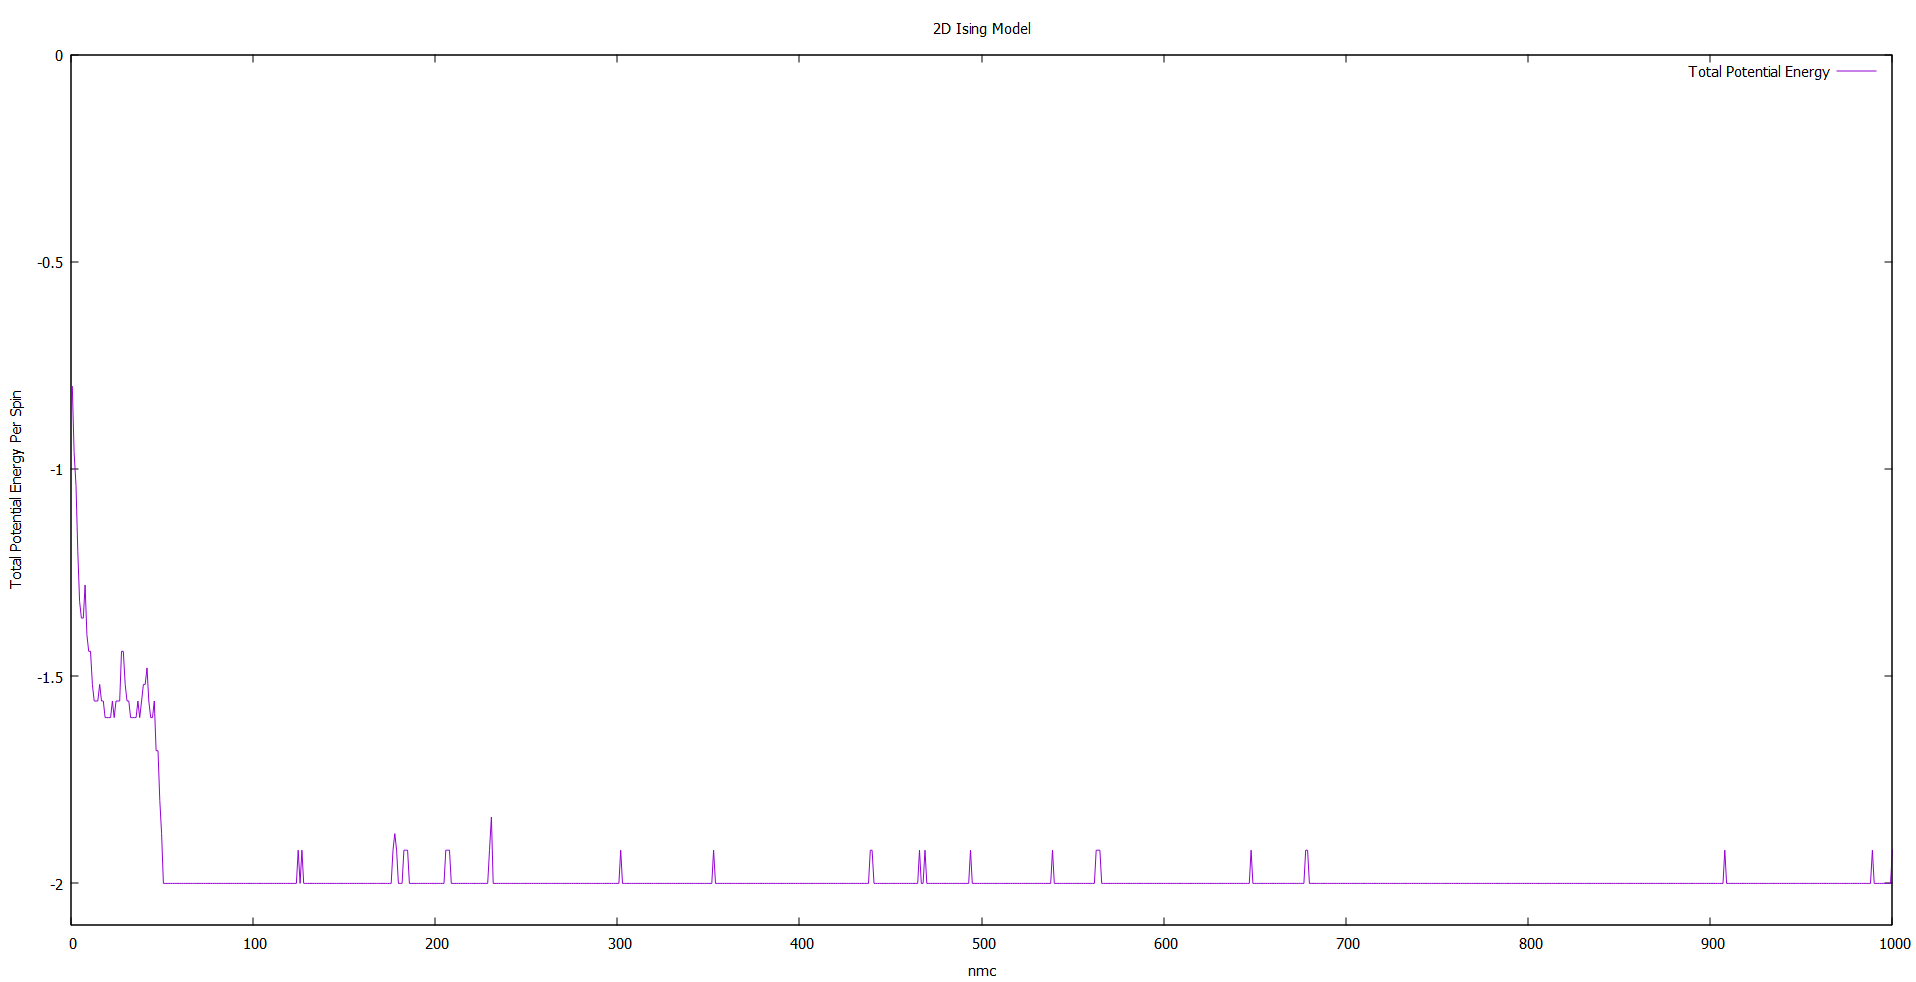 2D Ising Model
Total Potential Energy
0
-0.5
-1
-1.5
-2
Total Potential Energy Per Spin
0 100 200 300 400 500 600 700 800 900 1000
nmc